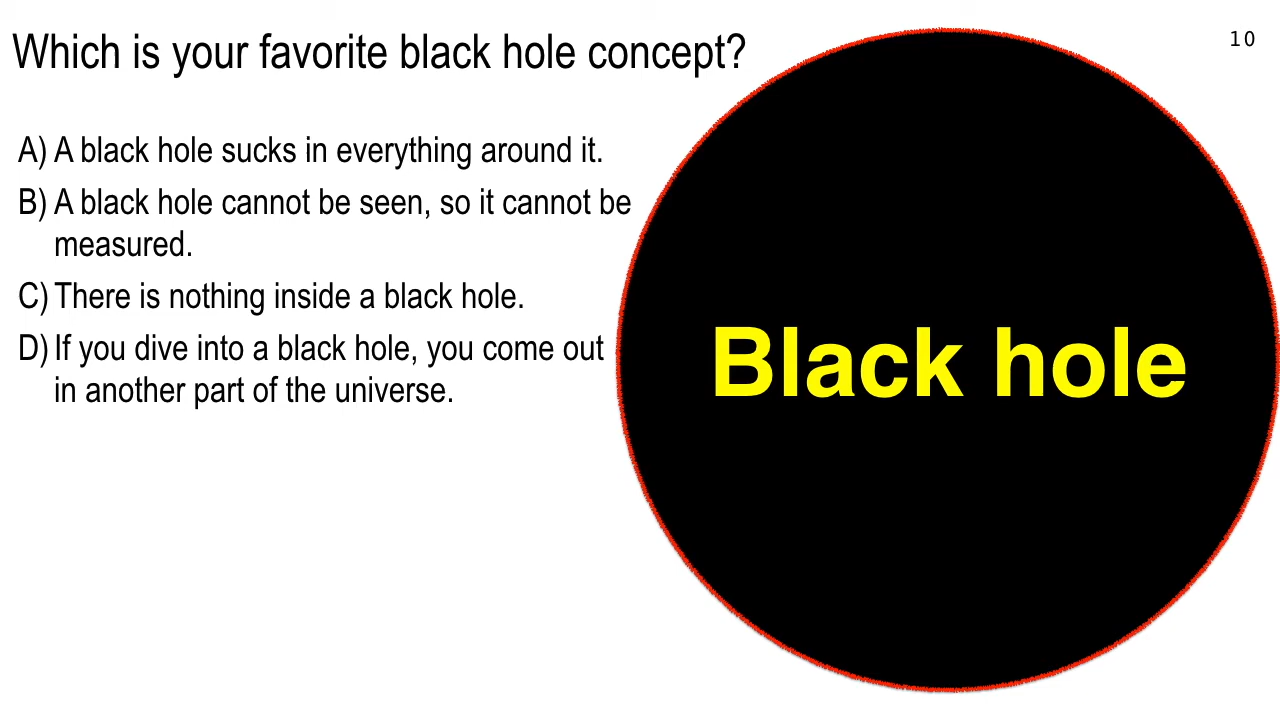 Which is your favorite black hole concept?
10
A) A black hole sucks in everything around it.
B) A black hole cannot be seen, so it cannot be
measured.
C) There is nothing inside a black hole.
D) If you dive into a black hole, you come out
in another part of the universe.
Black hole